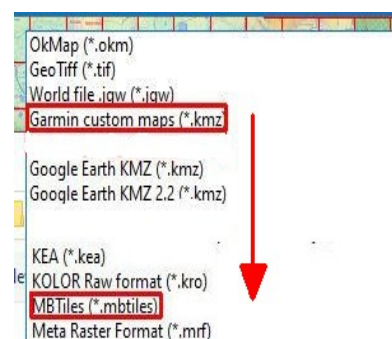 OkMap (*.okm)
GeoTiff (*.tif)
World file .jgw (*.jgw)
Garmin custom maps (*.kmz)
Google Earth KMZ (*.kmz)
Google Earth KMZ 2.2 (*.kmz)
KEA (*.kea)
KOLOR Raw format (*.kro)
MBTiles (*.mbtiles)
Meta Raster Format (*.mrf)